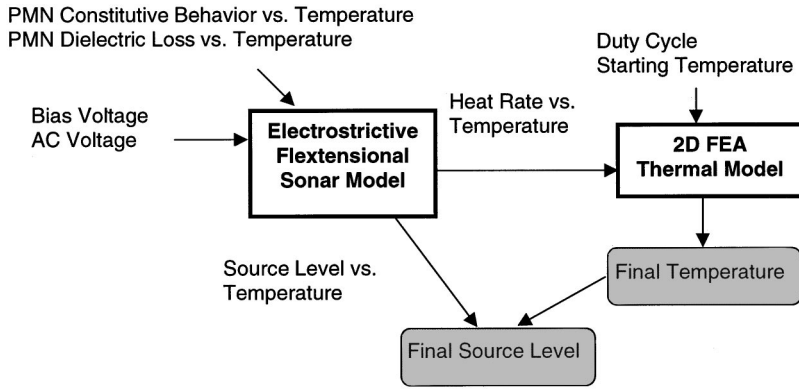 PMN Constitutive Behavior vs. Temperature
PMN Dielectric Loss vs. Temperature
Duty Cycle
Starting Temperature
Bias Voltage
AC Voltage
Electrostrictive
Flextensional
Sonar Model
Heat Rate vs.
Temperature
2D FEA
Thermal Model
Source Level vs.
Temperature
Final Temperature
Final Source Level